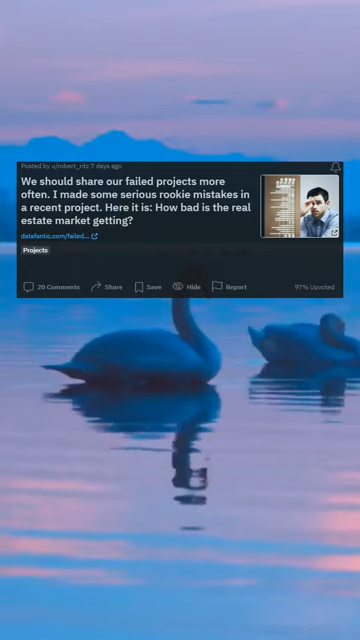 Posted by u/robert_ritz 7 days ago
We should share our failed projects more
often. I made some serious rookie mistakes in
a recent project. Here it is: How bad is the real
estate market getting?
datafantic.com/failed...
Projects
20 Comments Share Save Hide Report 97% Upvoted